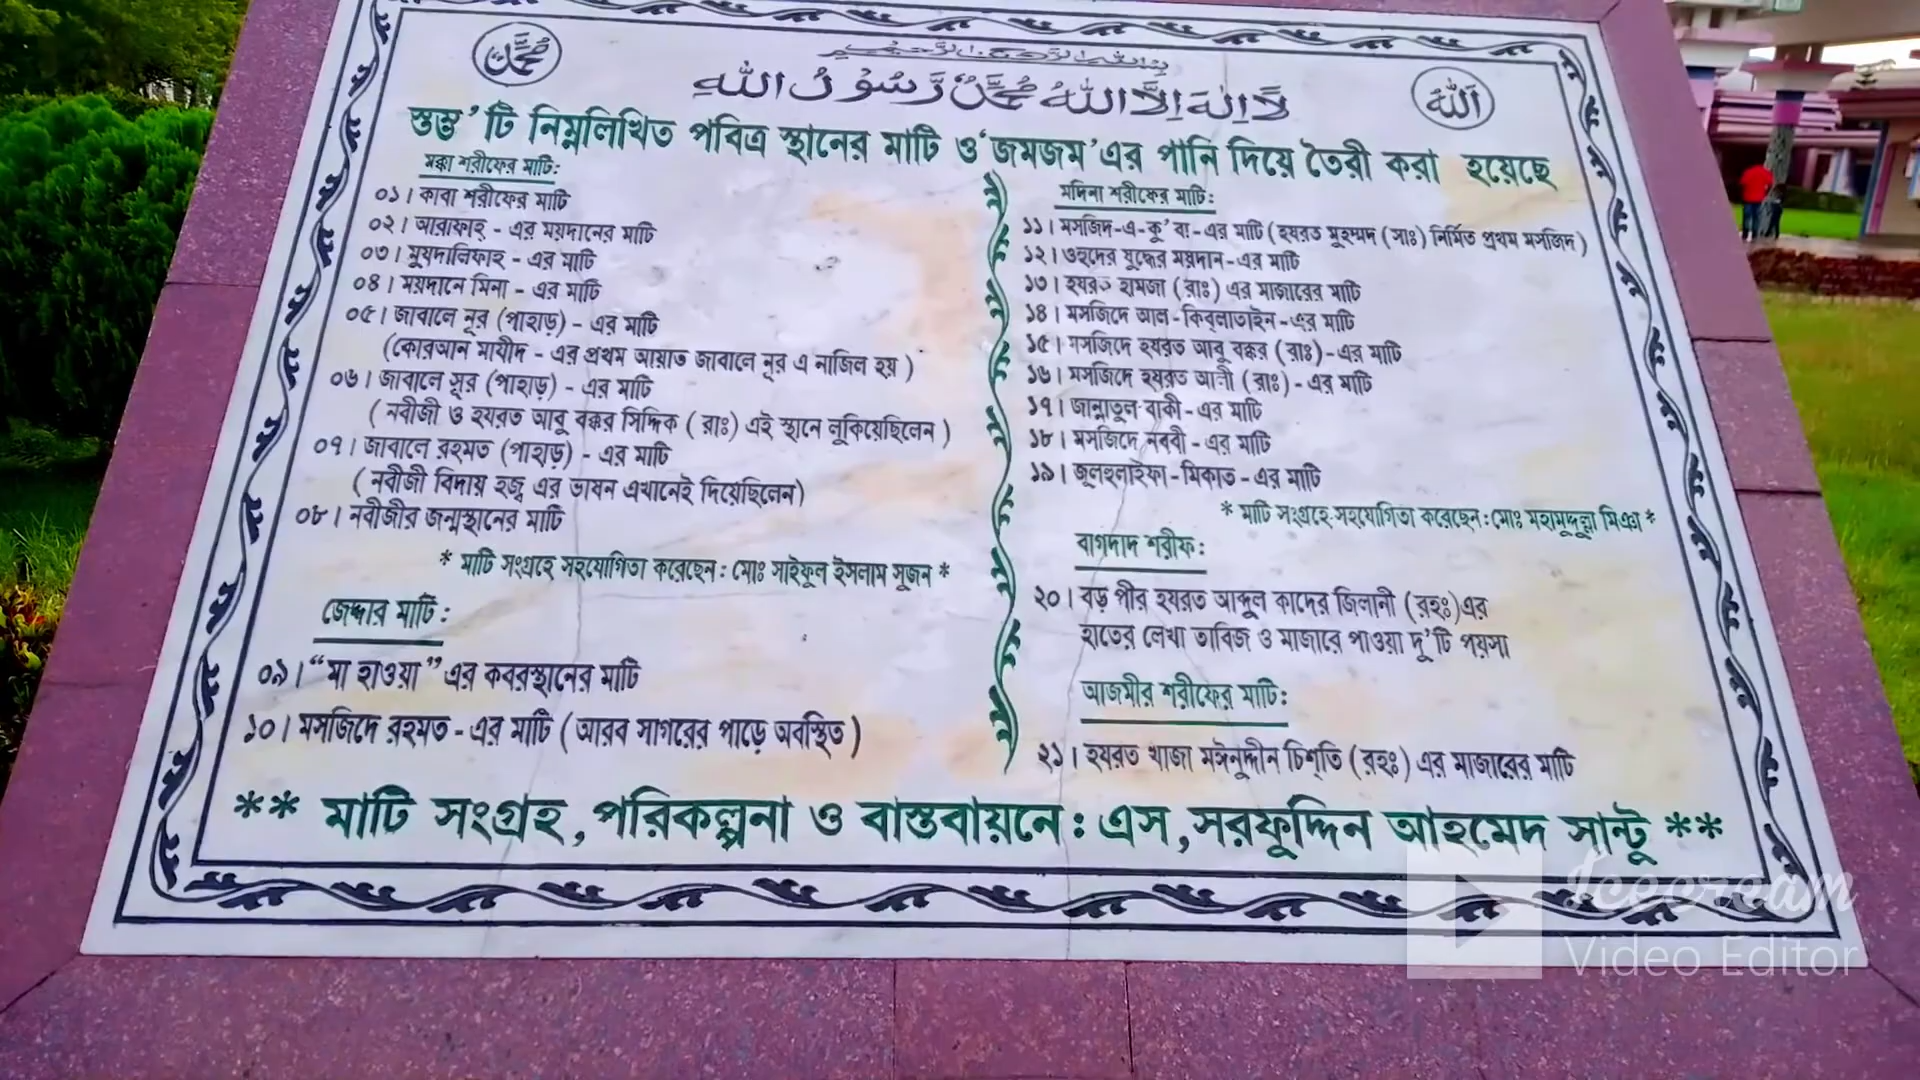 محمد
بسم الله الرحمن الرحيم
لا إله إلا الله محمد رسول الله
الله
স্তম্ভ'টি নিম্নলিখিত পবিত্র স্থানের মাটি ও 'জমজম' এর পানি দিয়ে তৈরী করা হয়েছে
মক্কা শরীফের মাটি:
০১। কাবা শরীফের মাটি
০২। আরাফাহ্ - এর ময়দানের মাটি
০৩। মুযদালিফাহ - এর মাটি
০৪। ময়দানে মিনা - এর মাটি
০৫। জাবালে নূর (পাহাড়) - এর মাটি
(কোরআন মাযীদ - এর প্রথম আয়াত জাবালে নূর এ নাজিল হয়)
০৬। জাবালে সূর (পাহাড়) - এর মাটি
(নবীজী ও হযরত আবু বক্কর সিদ্দিক (রাঃ) এই স্থানে লুকিয়েছিলেন)
০৭। জাবালে রহমত (পাহাড়) - এর মাটি
(নবীজী বিদায় হজ্ব এর ভাষন এখানেই দিয়েছিলেন)
০৮। নবীজীর জন্মস্থানের মাটি
* মাটি সংগ্রহে সহযোগিতা করেছেন: মোঃ সাইফুল ইসলাম সুজন *
জেদ্দার মাটি:
০৯। “মা হাওয়া” এর কবরস্থানের মাটি
১০। মসজিদে রহমত - এর মাটি (আরব সাগরের পাড়ে অবস্থিত)
মদিনা শরীফের মাটি:
১১। মসজিদ-এ-কু'বা-এর মাটি (হযরত মুহম্মদ (সাঃ) নির্মিত প্রথম মসজিদ)
১২। ওহুদের যুদ্ধের ময়দান-এর মাটি
১৩। হযরত হামজা (রাঃ) এর মাজারের মাটি
১৪। মসজিদে আল-কিব্‌লাতাইন-এর মাটি
১৫। মসজিদে হযরত আবু বক্কর (রাঃ)-এর মাটি
১৬। মসজিদে হযরত আলী (রাঃ)-এর মাটি
১৭। জান্নাতুল বাকী-এর মাটি
১৮। মসজিদে নববী - এর মাটি
১৯। জুলহুলাইফা-মিকাত-এর মাটি
* মাটি সংগ্রহে সহযোগিতা করেছেন: মোঃ মহামুদ্দুল্লা মিঞা *
বাগদাদ শরীফ:
২০। বড় পীর হযরত আব্দুল কাদের জিলানী (রহঃ) এর
হাতের লেখা তাবিজ ও মাজারে পাওয়া দু'টি পয়সা
আজমীর শরীফের মাটি:
২১। হযরত খাজা মঈনুদ্দীন চিশ্‌তি (রহঃ) এর মাজারের মাটি
** মাটি সংগ্রহ, পরিকল্পনা ও বাস্তবায়নে: এস, সরফুদ্দিন আহমেদ সান্টু **
Icecream
Video Editor